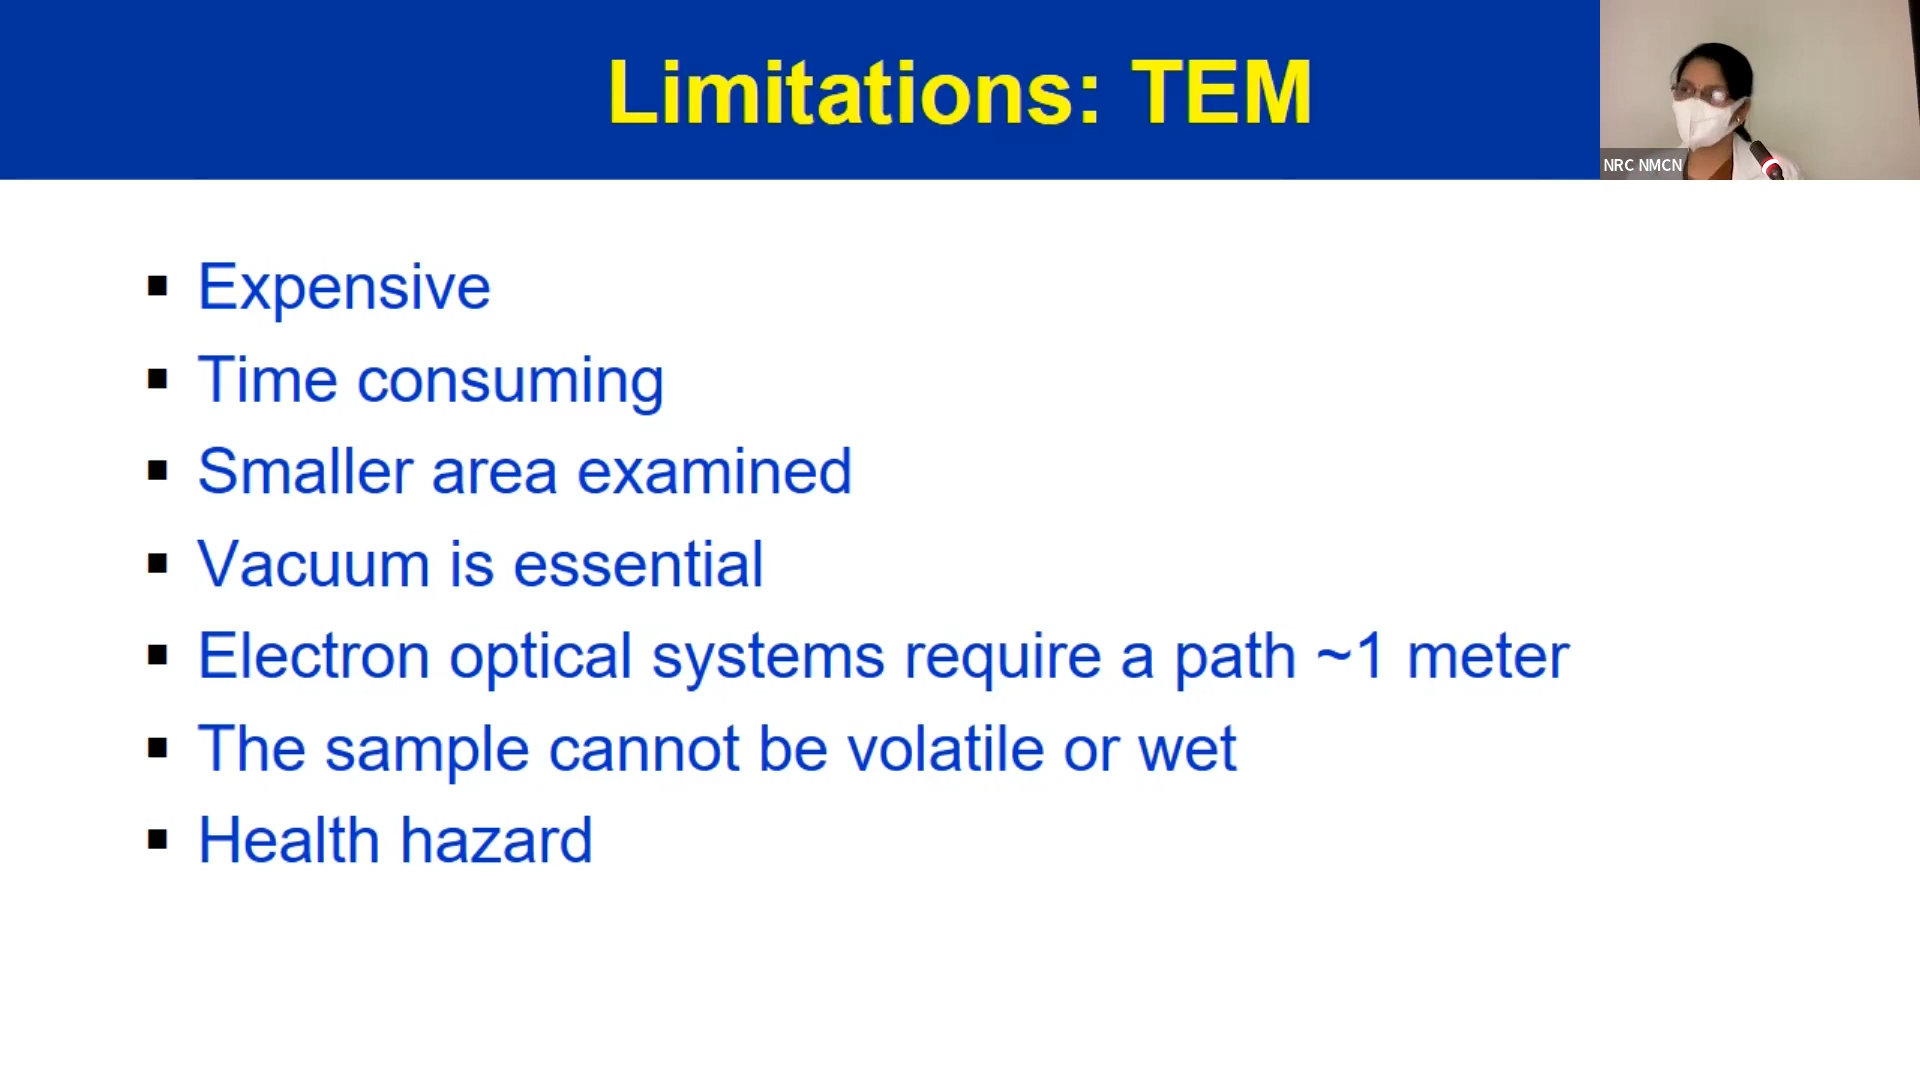 Limitations: TEM
NRC NMCN
▪ Expensive
▪ Time consuming
▪ Smaller area examined
▪ Vacuum is essential
▪ Electron optical systems require a path ~1 meter
▪ The sample cannot be volatile or wet
▪ Health hazard